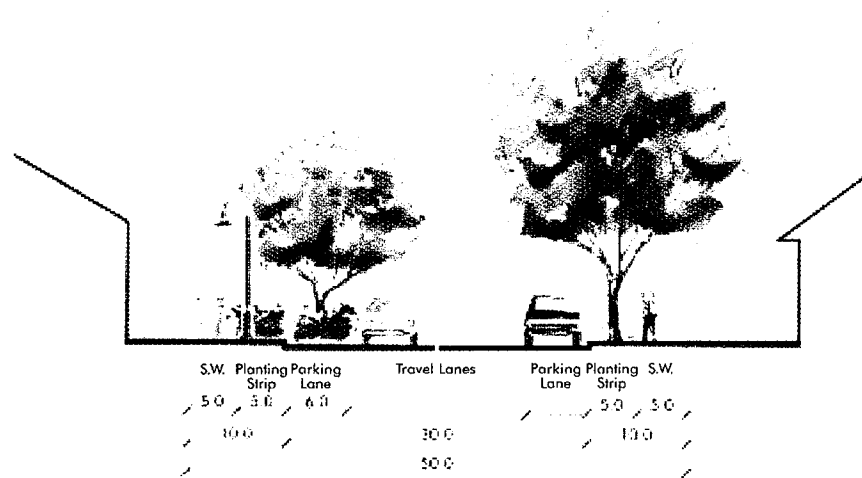 S.W. Planting Parking Travel Lanes Parking Planting S.W.
Strip Lane Lane Strip
5.0 5.0 6.0 5.0 5.0
10.0 30.0 10.0
50.0